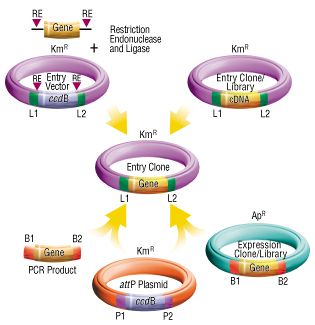 RE RE
Gene
Restriction
Endonuclease
and Ligase
Km^R
+
Km^R
RE RE
Entry
Vector
ccdB
L1 L2
Entry Clone/
Library
cDNA
L1 L2
Km^R
Entry Clone
Gene
L1 L2
B1 B2
Gene
PCR Product
Km^R
attP Plasmid
ccdB
P1 P2
Ap^R
Expression
Clone/Library
Gene
B1 B2